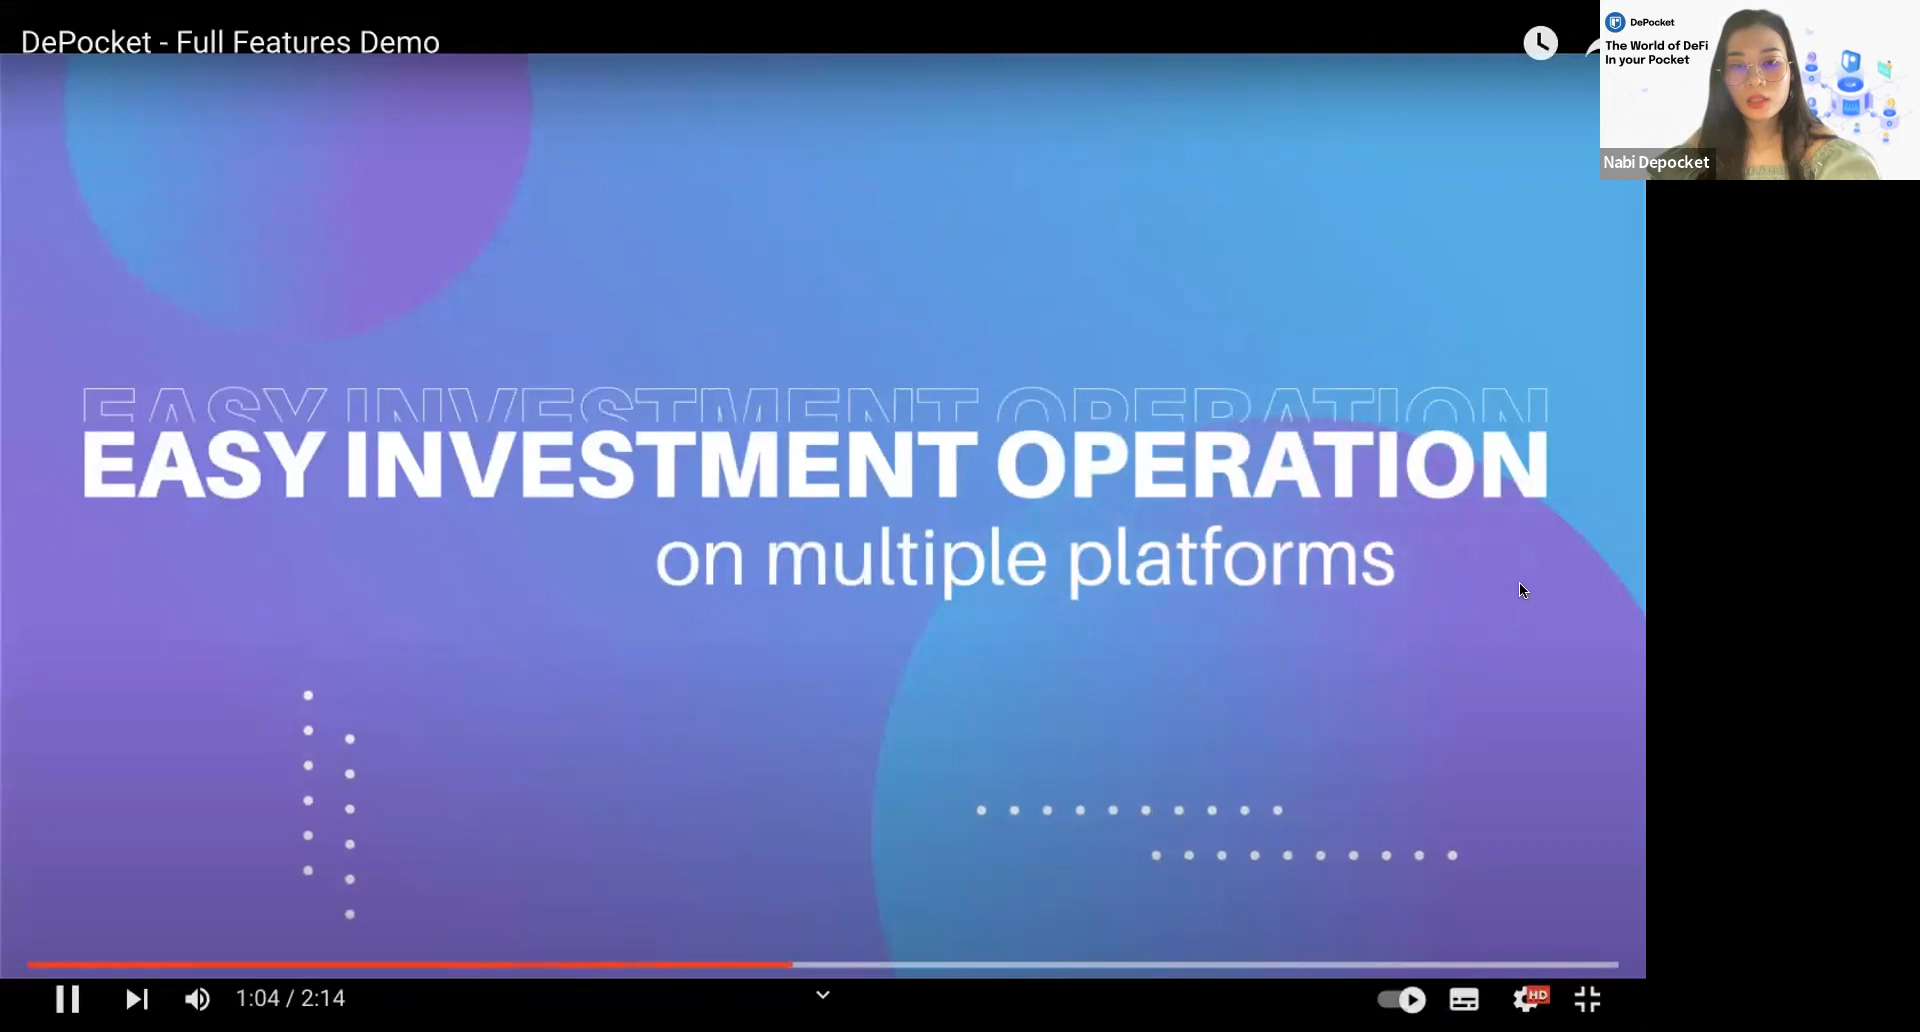 DePocket - Full Features Demo
DePocket
The World of DeFi
In your Pocket
Nabi Depocket
EASY INVESTMENT OPERATION
EASY INVESTMENT OPERATION
on multiple platforms
1:04 / 2:14
HD